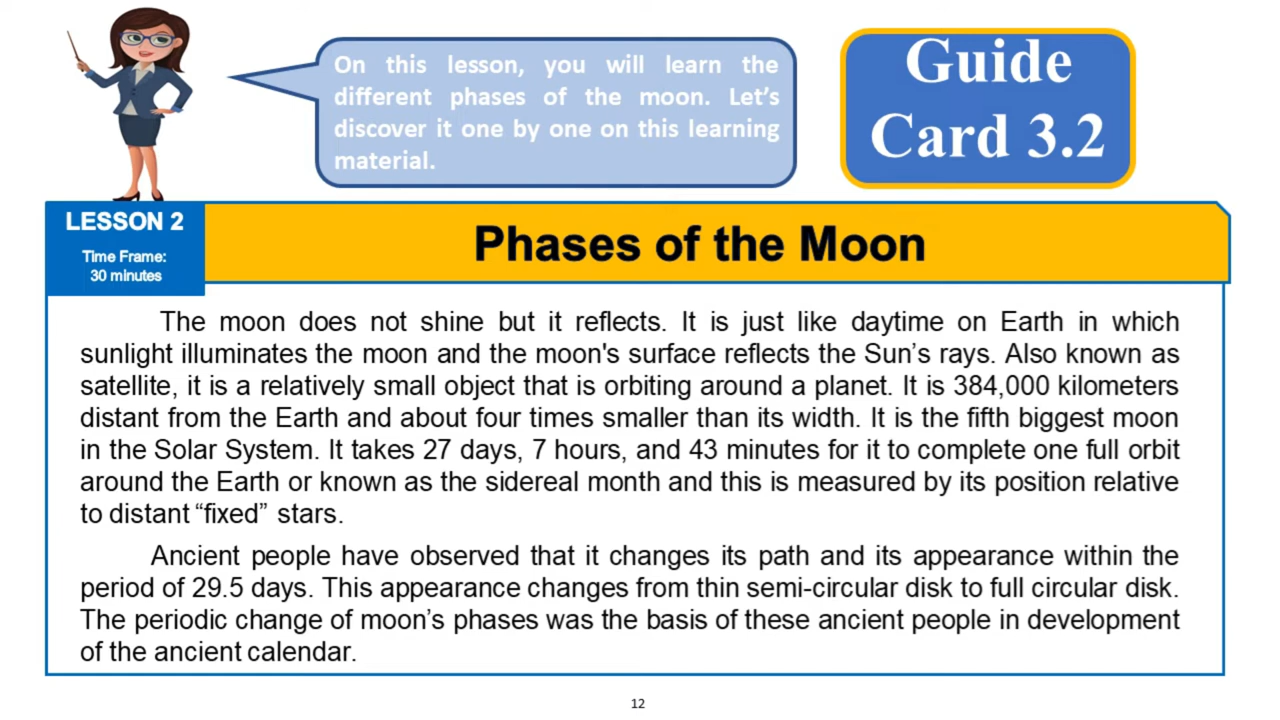 On this lesson, you will learn the
different phases of the moon. Let's
discover it one by one on this learning
material.
Guide
Card 3.2
LESSON 2
Time Frame:
30 minutes
Phases of the Moon
The moon does not shine but it reflects. It is just like daytime on Earth in which
sunlight illuminates the moon and the moon's surface reflects the Sun's rays. Also known as
satellite, it is a relatively small object that is orbiting around a planet. It is 384,000 kilometers
distant from the Earth and about four times smaller than its width. It is the fifth biggest moon
in the Solar System. It takes 27 days, 7 hours, and 43 minutes for it to complete one full orbit
around the Earth or known as the sidereal month and this is measured by its position relative
to distant “fixed” stars.
Ancient people have observed that it changes its path and its appearance within the
period of 29.5 days. This appearance changes from thin semi-circular disk to full circular disk.
The periodic change of moon's phases was the basis of these ancient people in development
of the ancient calendar.
12